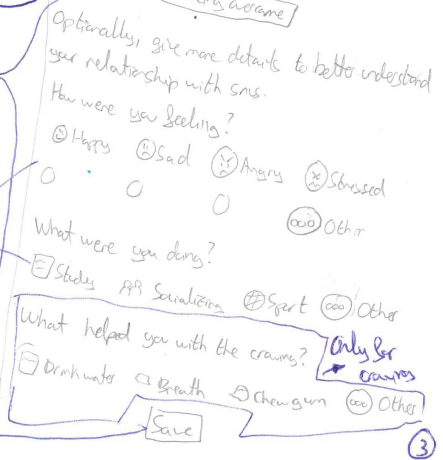 Optionally, give more details to better understand
your relationship with snus.
How were you feeling?
Happy Sad Angry Stressed
Other
What were you doing?
Study Socializing Sport Other
What helped you with the craving?
Only for
cravings
Drink water Breath Chew gum Other
Save
3